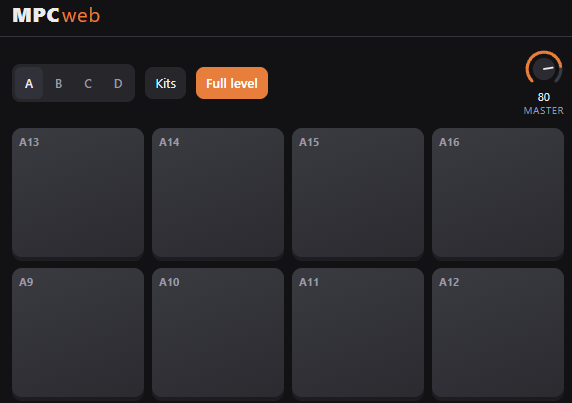 MPCweb
A B C D Kits Full level
80
MASTER
A13 A14 A15 A16
A9 A10 A11 A12